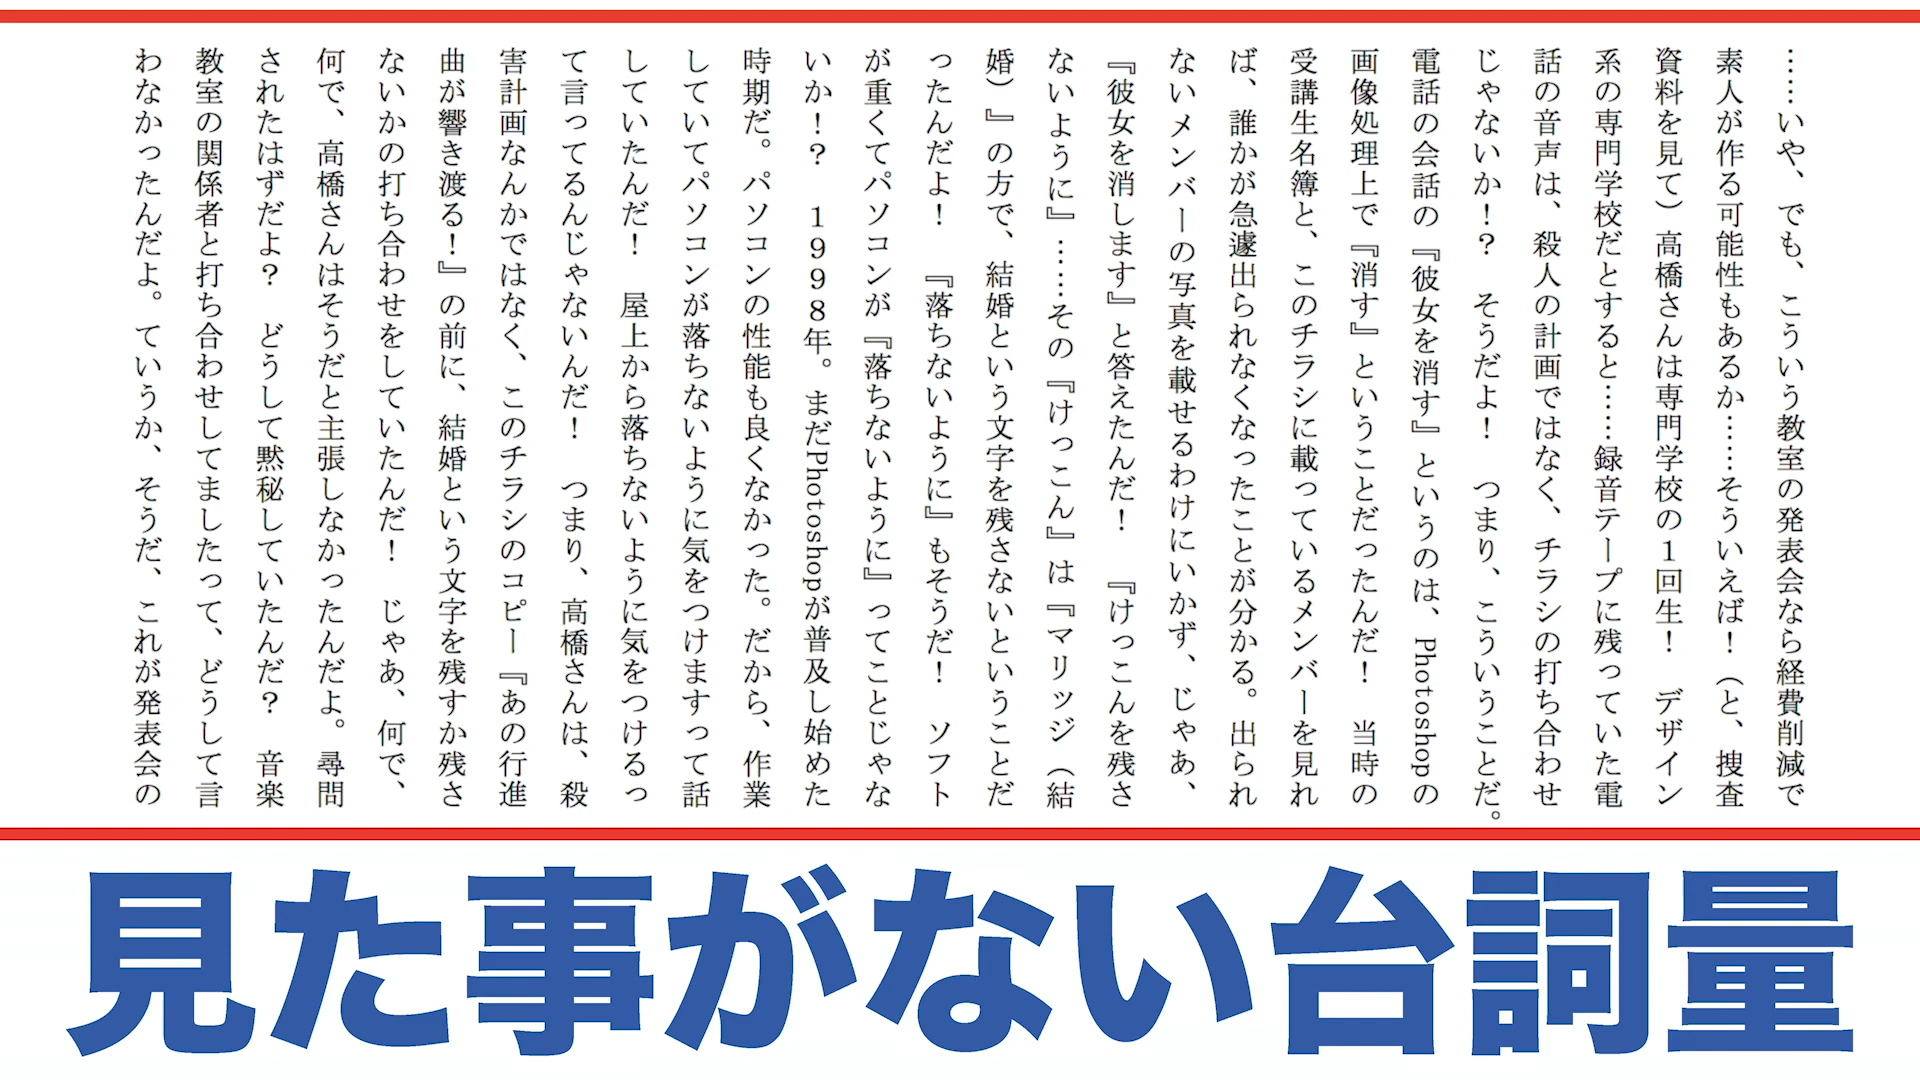 ……いや、でも、こういう教室の発表会なら経費削減で
素人が作る可能性もあるか……そういえば！（と、捜査
資料を見て）高橋さんは専門学校の１回生！　デザイン
系の専門学校だとすると……録音テープに残っていた電
話の音声は、殺人の計画ではなく、チラシの打ち合わせ
じゃないか！？　そうだよ！　つまり、こういうことだ。
電話の会話の『彼女を消す』というのは、Photoshopの
画像処理上で『消す』ということだったんだ！　当時の
受講生名簿と、このチラシに載っているメンバーを見れ
ば、誰かが急遽出られなくなったことが分かる。出られ
ないメンバーの写真を載せるわけにいかず、じゃあ、
『彼女を消します』と答えたんだ！　『けっこんを残さ
ないように』……その『けっこん』は『マリッジ（結
婚）』の方で、結婚という文字を残さないということだ
ったんだよ！　『落ちないように』もそうだ！　ソフト
が重くてパソコンが『落ちないように』ってことじゃな
いか！？　１９９８年。まだPhotoshopが普及し始めた
時期だ。パソコンの性能も良くなかった。だから、作業
していてパソコンが落ちないように気をつけますって話
していたんだ！　屋上から落ちないように気をつけるっ
て言ってるんじゃないんだ！　つまり、高橋さんは、殺
害計画なんかではなく、このチラシのコピー『あの行進
曲が響き渡る！』の前に、結婚という文字を残すか残さ
ないかの打ち合わせをしていたんだ！　じゃあ、何で、
何で、高橋さんはそうだと主張しなかったんだよ。尋問
されたはずだよ？　どうして黙秘していたんだ？　音楽
教室の関係者と打ち合わせしてましたって、どうして言
わなかったんだよ。ていうか、そうだ、これが発表会の
見た事がない台詞量